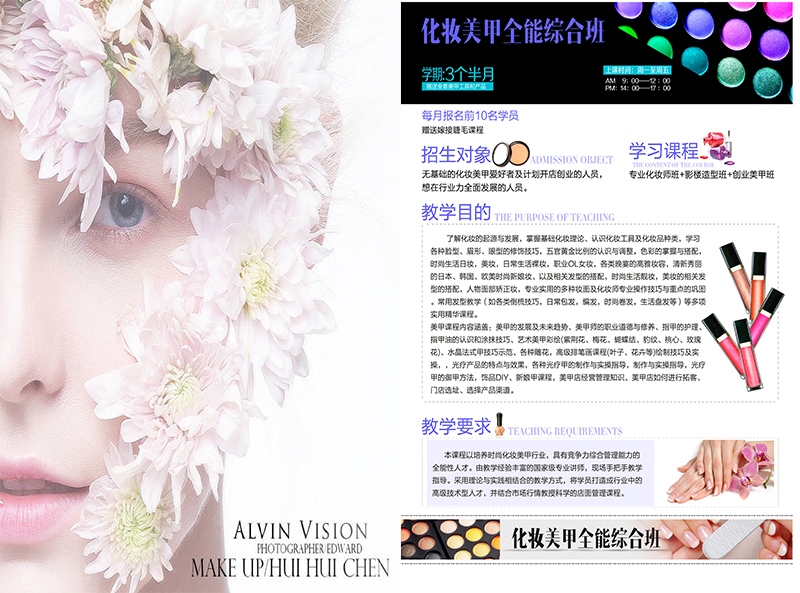 ALVIN VISION
PHOTOGRAPHER/EDWARD
MAKE UP/HUI HUI CHEN
化妆美甲全能综合班
学期:3个半月
赠送全套美甲工具和产品
上课时间：周一至周五
AM 9：00—12：00
PM：14：00—17：00
每月报名前10名学员
赠送嫁接睫毛课程
招生对象 ADMISSION OBJECT
无基础的化妆美甲爱好者及计划开店创业的人员，
想在行业力全面发展的人员。
学习课程
THE CONTENT OF THE COURSE
专业化妆师班+影楼造型班+创业美甲班
教学目的 THE PURPOSE OF TEACHING
了解化妆的起源与发展，掌握基础化妆理论、认识化妆工具及化妆品种类，学习
各种脸型、眉形、眼型的修饰技巧，五官黄金比例的认识与调整，色彩的掌握与搭配，
时尚生活日妆，美妆，日常生活裸妆，职业OL女妆，各类晚宴的高雅妆容，清新秀丽
的日本、韩国、欧美时尚新娘妆、以及相关发型的搭配，时尚生活靓妆，美妆的相关发
型的搭配，人物面部矫正妆，专业实用的多种妆面及化妆师专业操作技巧与重点的巩固
。常用发型教学（如各类倒梳技巧，日常包发，编发，时尚卷发，生活盘发等）等多项
实用精华课程。
美甲课程内容涵盖：美甲的发展及未来趋势、美甲师的职业道德与修养、指甲的护理、
指甲油的认识和涂抹技巧、艺术美甲彩绘(紫荆花、梅花、蝴蝶结、豹纹、桃心、玫瑰
花)、水晶法式甲技巧示范、各种雕花，高级排笔画课程(叶子、花卉等)绘制技巧及实
操，，光疗产品的特点与效果，各种光疗甲的制作与实操指导，制作与实操指导，光疗
甲的御甲方法，饰品DIY、新娘甲课程，美甲店经营管理知识、美甲店如何进行拓客、
门店选址、选择产品渠道。
教学要求 TEACHING REQUIREMENTS
本课程以培养时尚化妆美甲行业，具有竞争力综合管理能力的
全能性人才。由教学经验丰富的国家级专业讲师，现场手把手教学
指导。采用理论与实践相结合的教学方式，将学员打造成行业中的
高级技术型人才，并结合市场行情教授科学的店面管理课程。
化妆美甲全能综合班